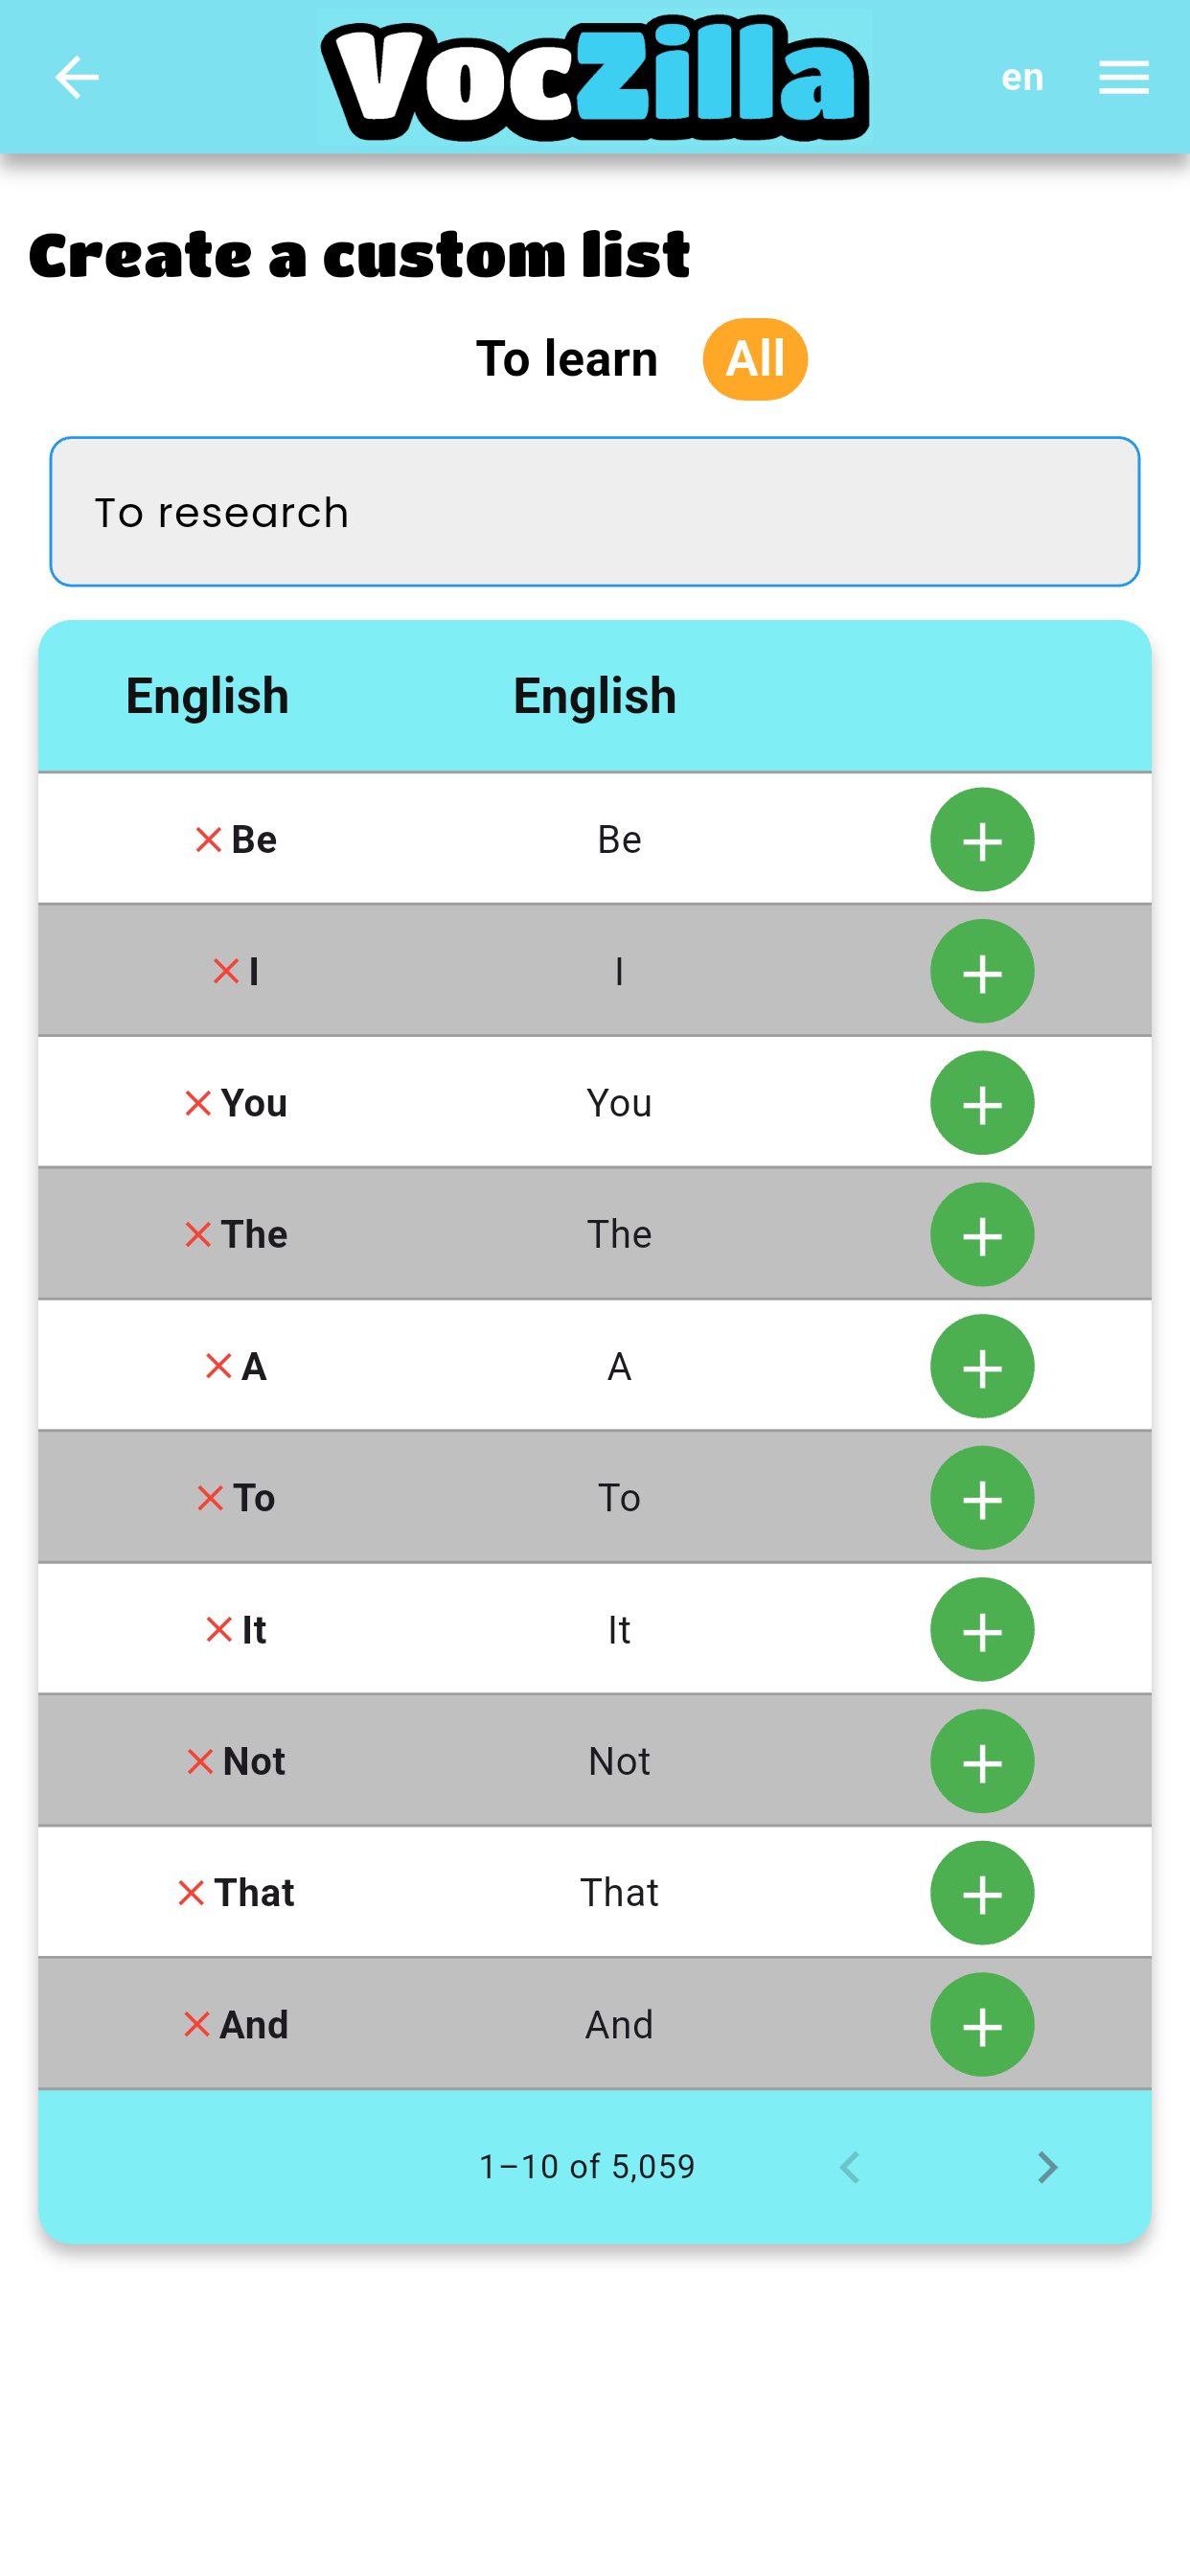 VocZilla
en
Create a custom list
To learn All
To research
English English
Be Be
I I
You You
The The
A A
To To
It It
Not Not
That That
And And
1–10 of 5,059